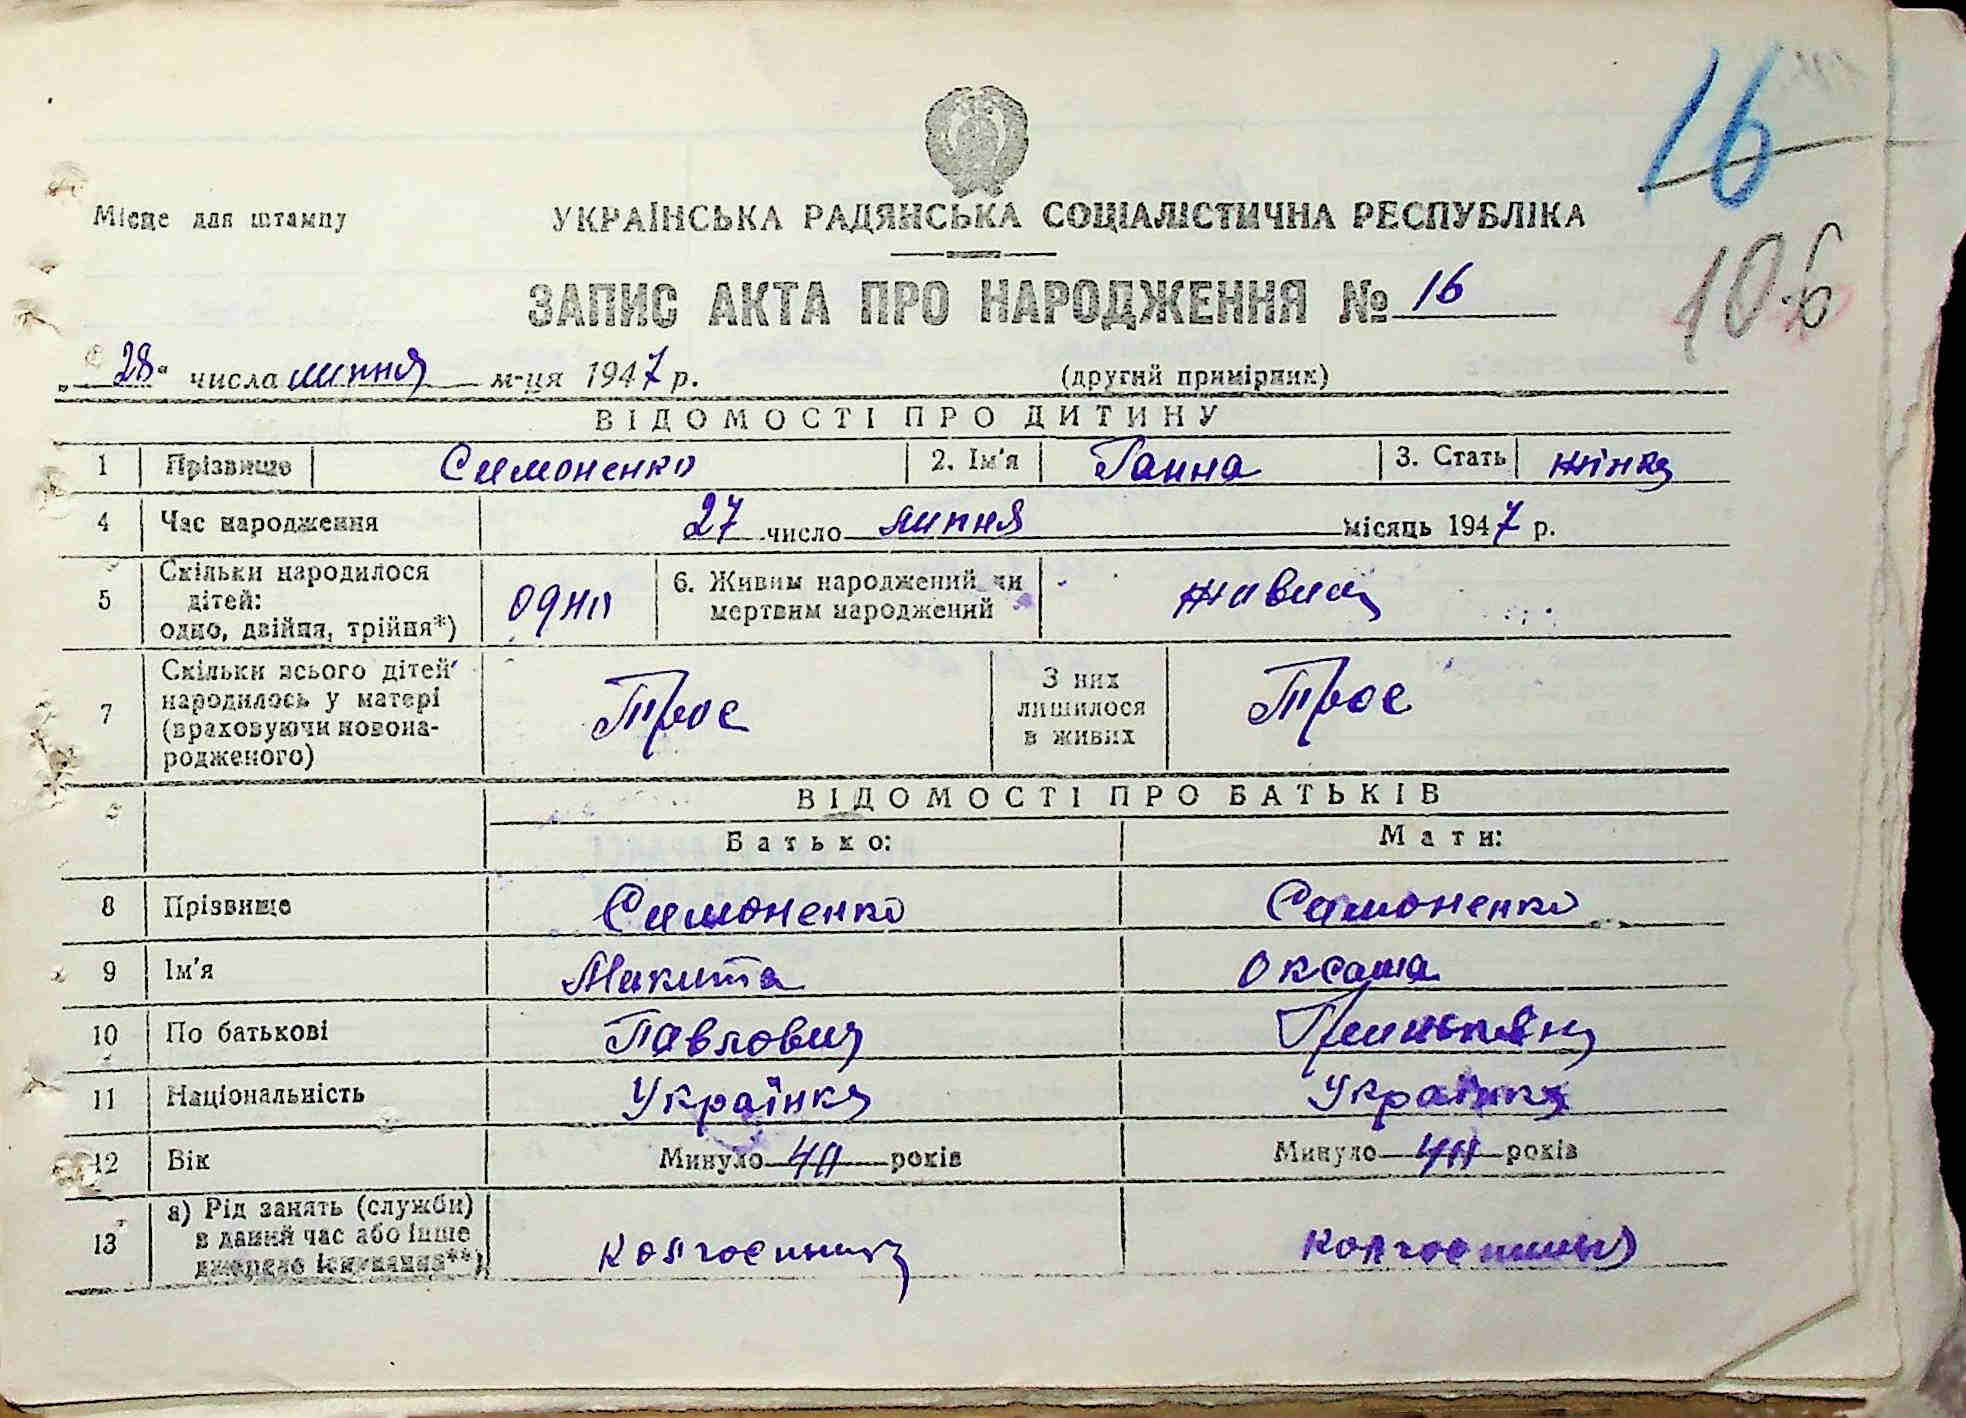 16
106
Місце для штампу
УКРАЇНСЬКА РАДЯНСЬКА СОЦІАЛІСТИЧНА РЕСПУБЛІКА
ЗАПИС АКТА ПРО НАРОДЖЕННЯ № 16
„28“ числа липня м-ця 1947 р. (другий примірник)
ВІДОМОСТІ ПРО ДИТИНУ
1 Прізвище Симоненко 2. Ім'я Ганна 3. Стать жінка
4 Час народження 27 число липня місяць 1947 р.
5 Скільки народилося дітей: одно, двійня, трійня*) одно 6. Живим народжений чи мертвим народжений живим
7 Скільки всього дітей народилось у матері (враховуючи новонародженого) Троє З них лишилося в живих Троє
ВІДОМОСТІ ПРО БАТЬКІВ
Батько: Мати:
8 Прізвище Симоненко Симоненко
9 Ім'я Микита Оксана
10 По батькові Павлович
11 Національність Українка Українка
12 Вік Минуло 40 років Минуло 40 років
13 а) Рід занять (служби) в даний час або інше джерело існування**) колгоспник